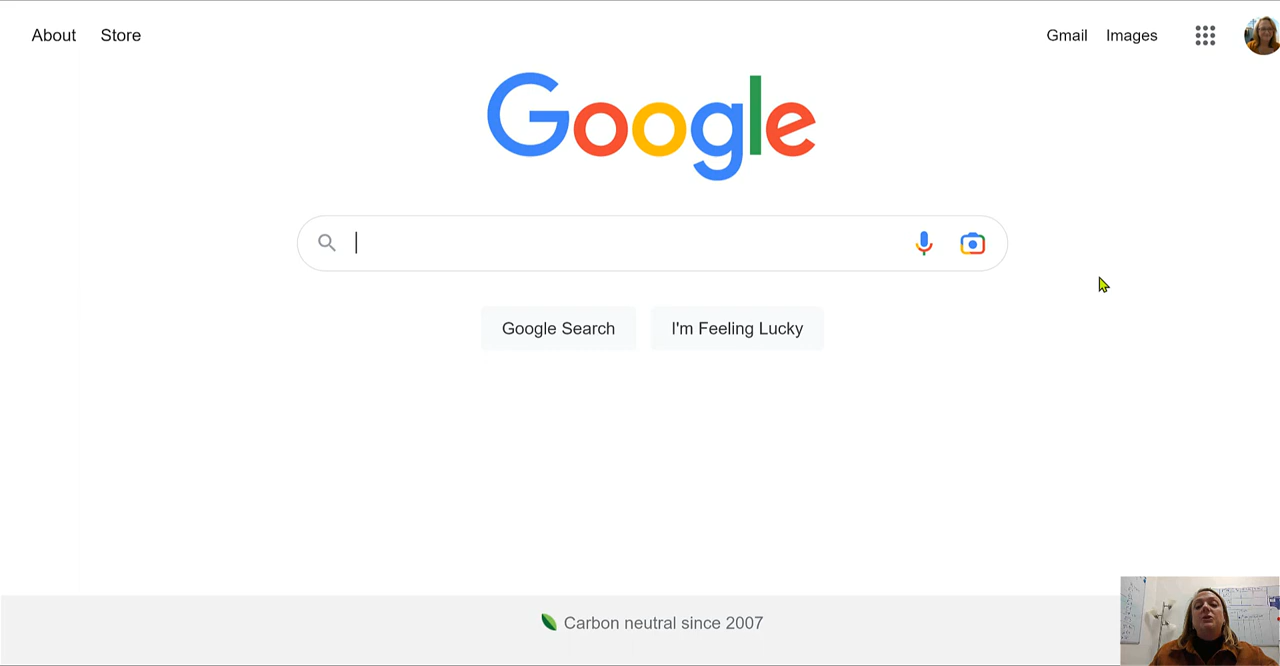 About Store
Gmail Images
Google
Google Search I'm Feeling Lucky
Carbon neutral since 2007